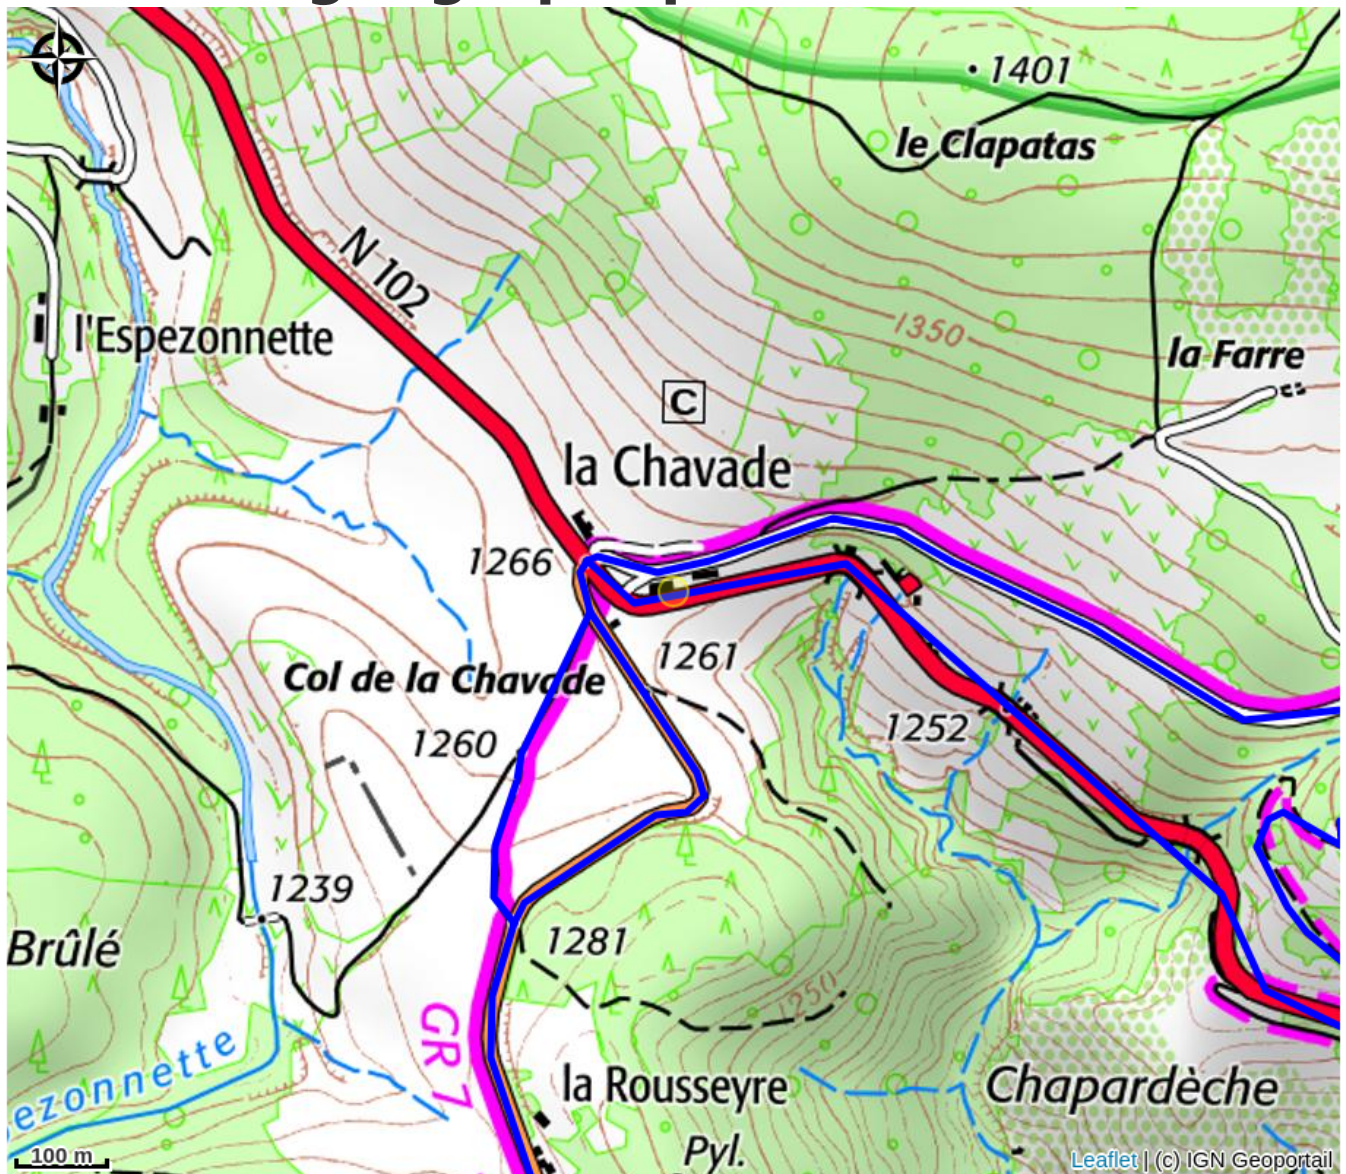 1401
le Clapatas
N 102
l'Espezonnette
1350
la Farre
C
la Chavade
1266
1261
Col de la Chavade
1260
1252
1239
Brûlé
1281
1250
GR 7
ezonnette
la Rousseyre
Chapardèche
Pyl.
100 m
Leaflet | (c) IGN Geoportail